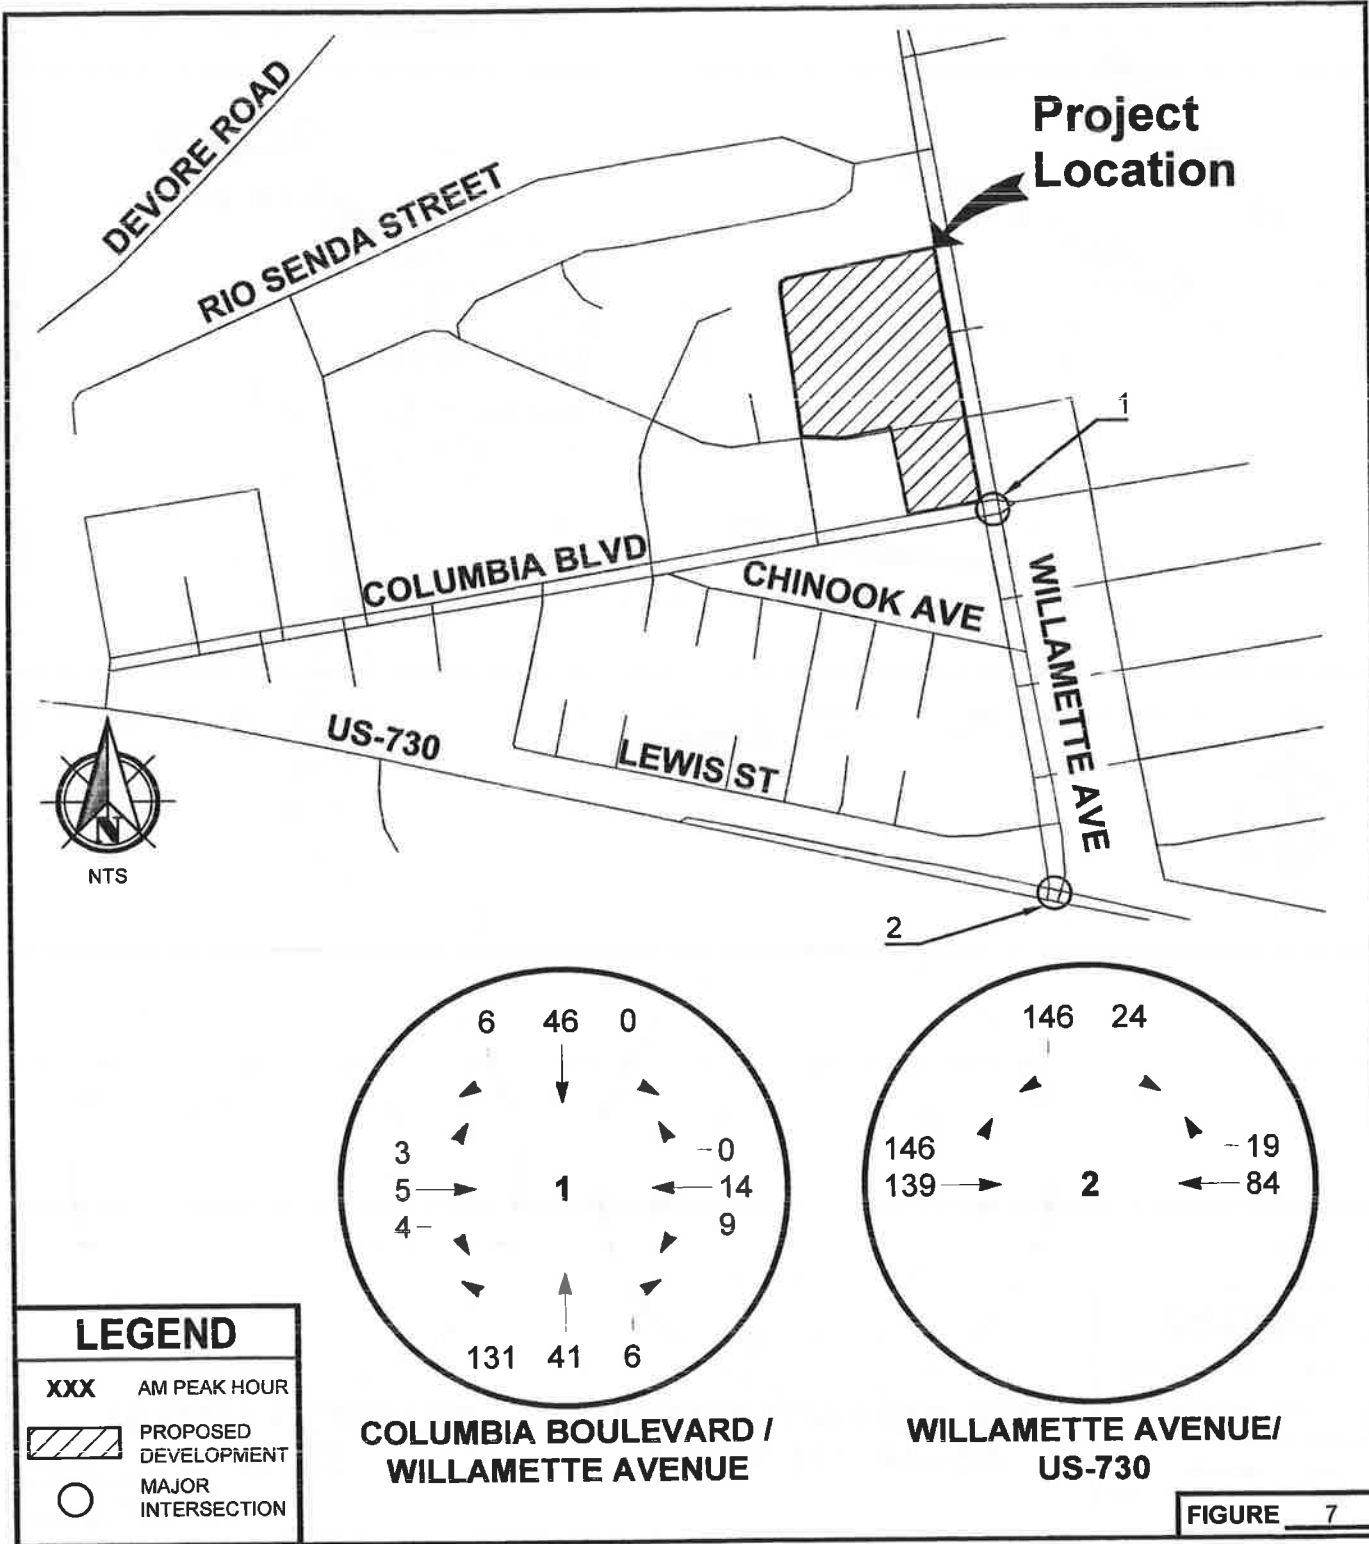 Project
Location
DEVORE ROAD
RIO SENDA STREET
1
COLUMBIA BLVD
CHINOOK AVE
WILLAMETTE AVE
US-730
LEWIS ST
N
NTS
2
6 46 0
3
5
4
1
0
14
9
131 41 6
COLUMBIA BOULEVARD /
WILLAMETTE AVENUE
146 24
146
139
2
19
84
WILLAMETTE AVENUE/
US-730
LEGEND
XXX AM PEAK HOUR
PROPOSED
DEVELOPMENT
MAJOR
INTERSECTION
FIGURE 7